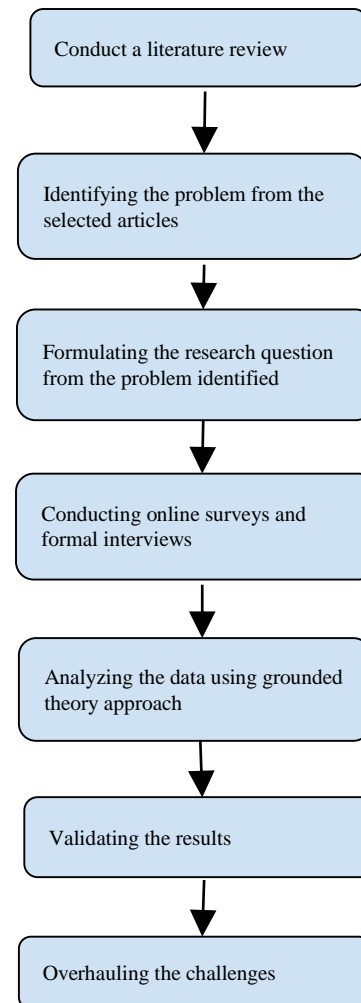 Conduct a literature review
Identifying the problem from the
selected articles
Formulating the research question
from the problem identified
Conducting online surveys and
formal interviews
Analyzing the data using grounded
theory approach
Validating the results
Overhauling the challenges